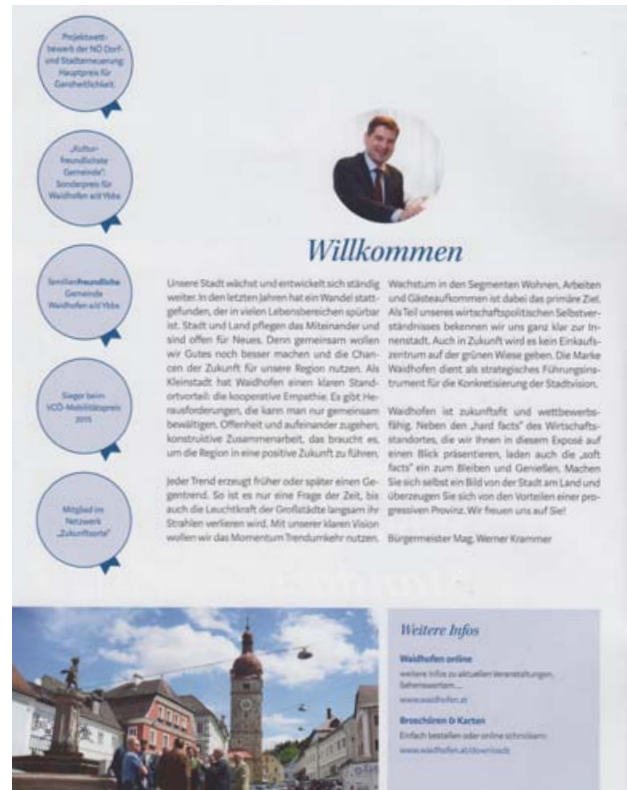 Projektwett-
bewerb der NÖ Dorf-
und Stadterneuerung:
Hauptpreis für
Ganzheitlichkeit
„Kultur-
freundlichste
Gemeinde":
Sonderpreis für
Waidhofen a/d Ybbs
familienfreundliche
Gemeinde
Waidhofen a/d Ybbs
Sieger beim
VCÖ-Mobilitätspreis
2015
Mitglied im
Netzwerk
„Zukunftsorte"
Willkommen
Unsere Stadt wächst und entwickelt sich ständig
weiter. In den letzten Jahren hat ein Wandel statt-
gefunden, der in vielen Lebensbereichen spürbar
ist. Stadt und Land pflegen das Miteinander und
sind offen für Neues. Denn gemeinsam wollen
wir Gutes noch besser machen und die Chan-
cen der Zukunft für unsere Region nutzen. Als
Kleinstadt hat Waidhofen einen klaren Stand-
ortvorteil: die kooperative Empathie. Es gibt He-
rausforderungen, die kann man nur gemeinsam
bewältigen. Offenheit und aufeinander zugehen,
konstruktive Zusammenarbeit, das braucht es,
um die Region in eine positive Zukunft zu führen.
Jeder Trend erzeugt früher oder später einen Ge-
gentrend. So ist es nur eine Frage der Zeit, bis
auch die Leuchtkraft der Großstädte langsam ihr
Strahlen verlieren wird. Mit unserer klaren Vision
wollen wir das Momentum Trendumkehr nutzen.
Wachstum in den Segmenten Wohnen, Arbeiten
und Gästeaufkommen ist dabei das primäre Ziel.
Als Teil unseres wirtschaftspolitischen Selbstver-
ständnisses bekennen wir uns ganz klar zur In-
nenstadt. Auch in Zukunft wird es kein Einkaufs-
zentrum auf der grünen Wiese geben. Die Marke
Waidhofen dient als strategisches Führungsins-
trument für die Konkretisierung der Stadtvision.
Waidhofen ist zukunftsfit und wettbewerbs-
fähig. Neben den „hard facts" des Wirtschafts-
standortes, die wir Ihnen in diesem Exposé auf
einen Blick präsentieren, laden auch die „soft
facts" ein zum Bleiben und Genießen. Machen
Sie sich selbst ein Bild von der Stadt am Land und
überzeugen Sie sich von den Vorteilen einer pro-
gressiven Provinz. Wir freuen uns auf Sie!
Bürgermeister Mag. Werner Krammer
Weitere Infos
Waidhofen online
weitere Infos zu aktuellen Veranstaltungen,
Sehenswertem ...
www.waidhofen.at
Broschüren & Karten
Einfach bestellen oder online schmökern:
www.waidhofen.at/downloads